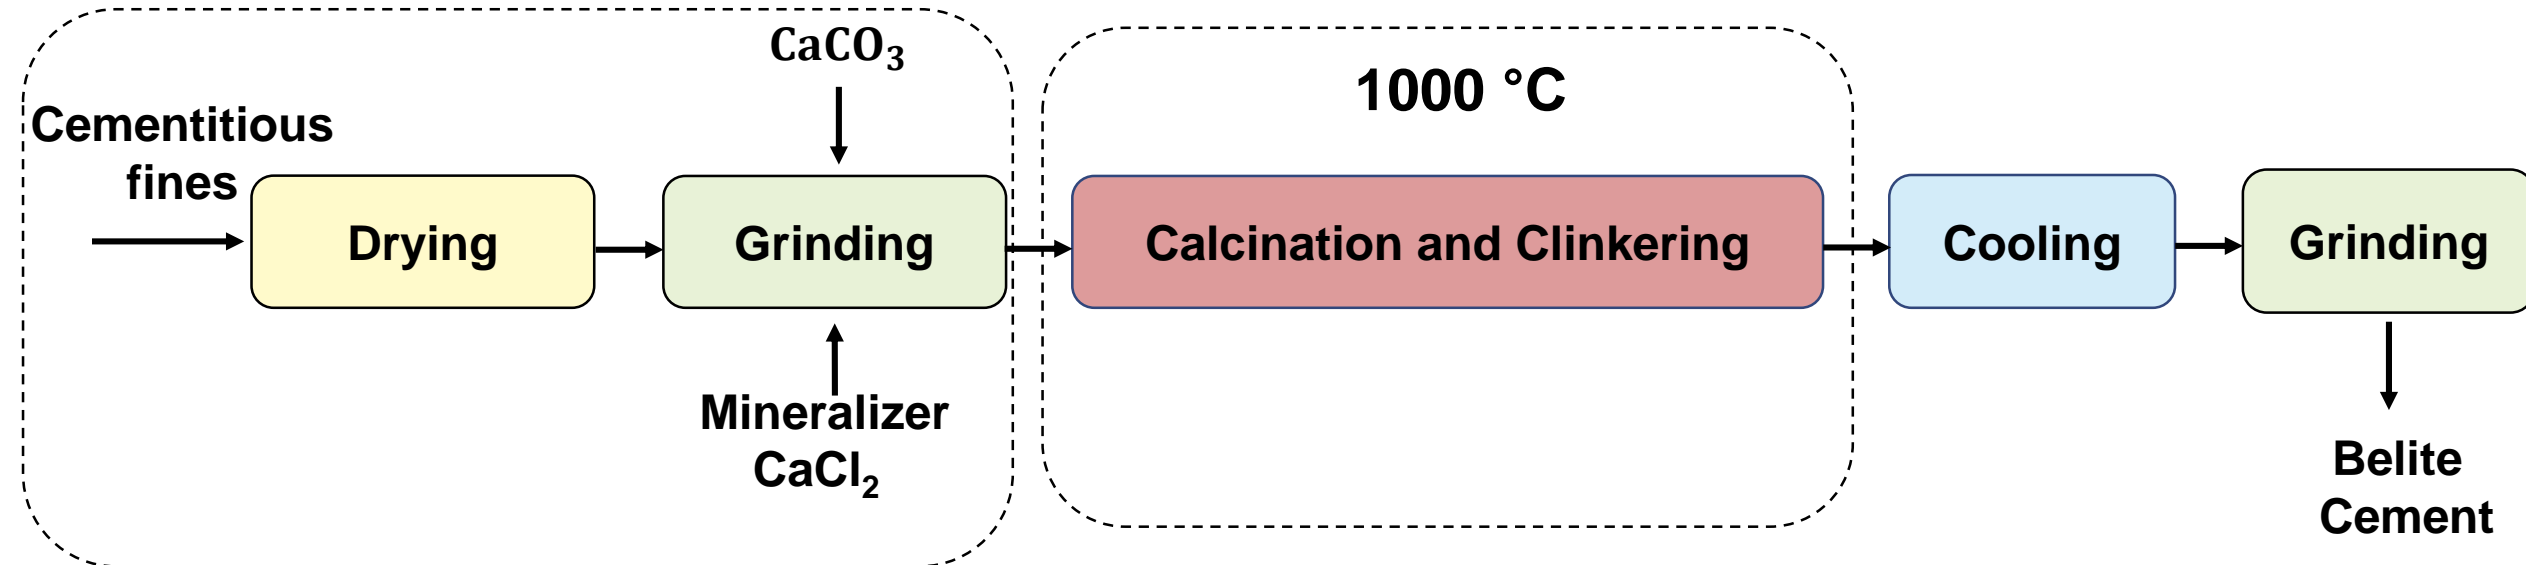 CaCO₃
1000 °C
Cementitious
fines
Drying
Grinding
Calcination and Clinkering
Cooling
Grinding
Mineralizer
CaCl₂
Belite
Cement